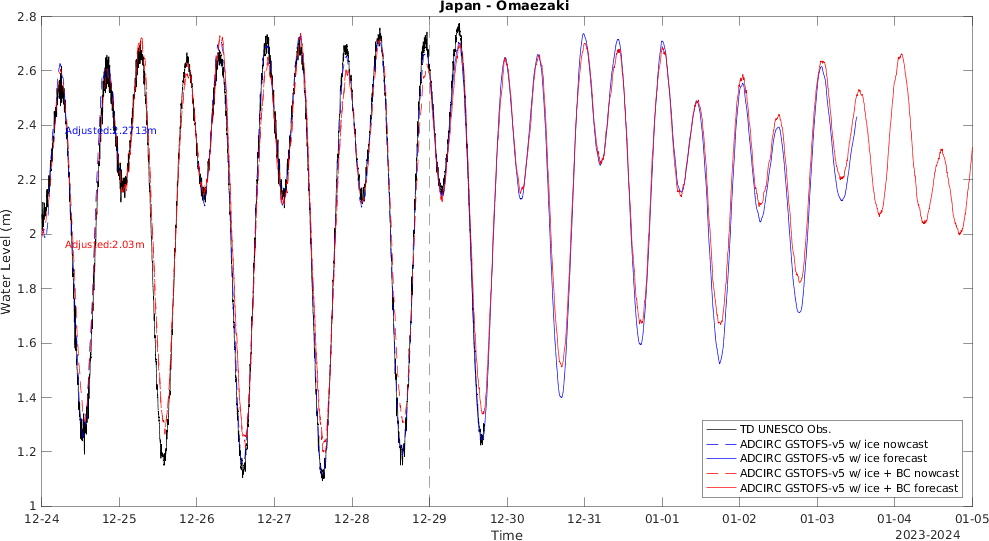 Japan - Omaezaki
Water Level (m)
2.8
2.6
2.4
2.2
2
1.8
1.6
1.4
1.2
1
Adjusted:2.2713m
Adjusted:2.03m
TD UNESCO Obs.
ADCIRC GSTOFS-v5 w/ ice nowcast
ADCIRC GSTOFS-v5 w/ ice forecast
ADCIRC GSTOFS-v5 w/ ice + BC nowcast
ADCIRC GSTOFS-v5 w/ ice + BC forecast
12-24 12-25 12-26 12-27 12-28 12-29 12-30 12-31 01-01 01-02 01-03 01-04 01-05
Time
2023-2024